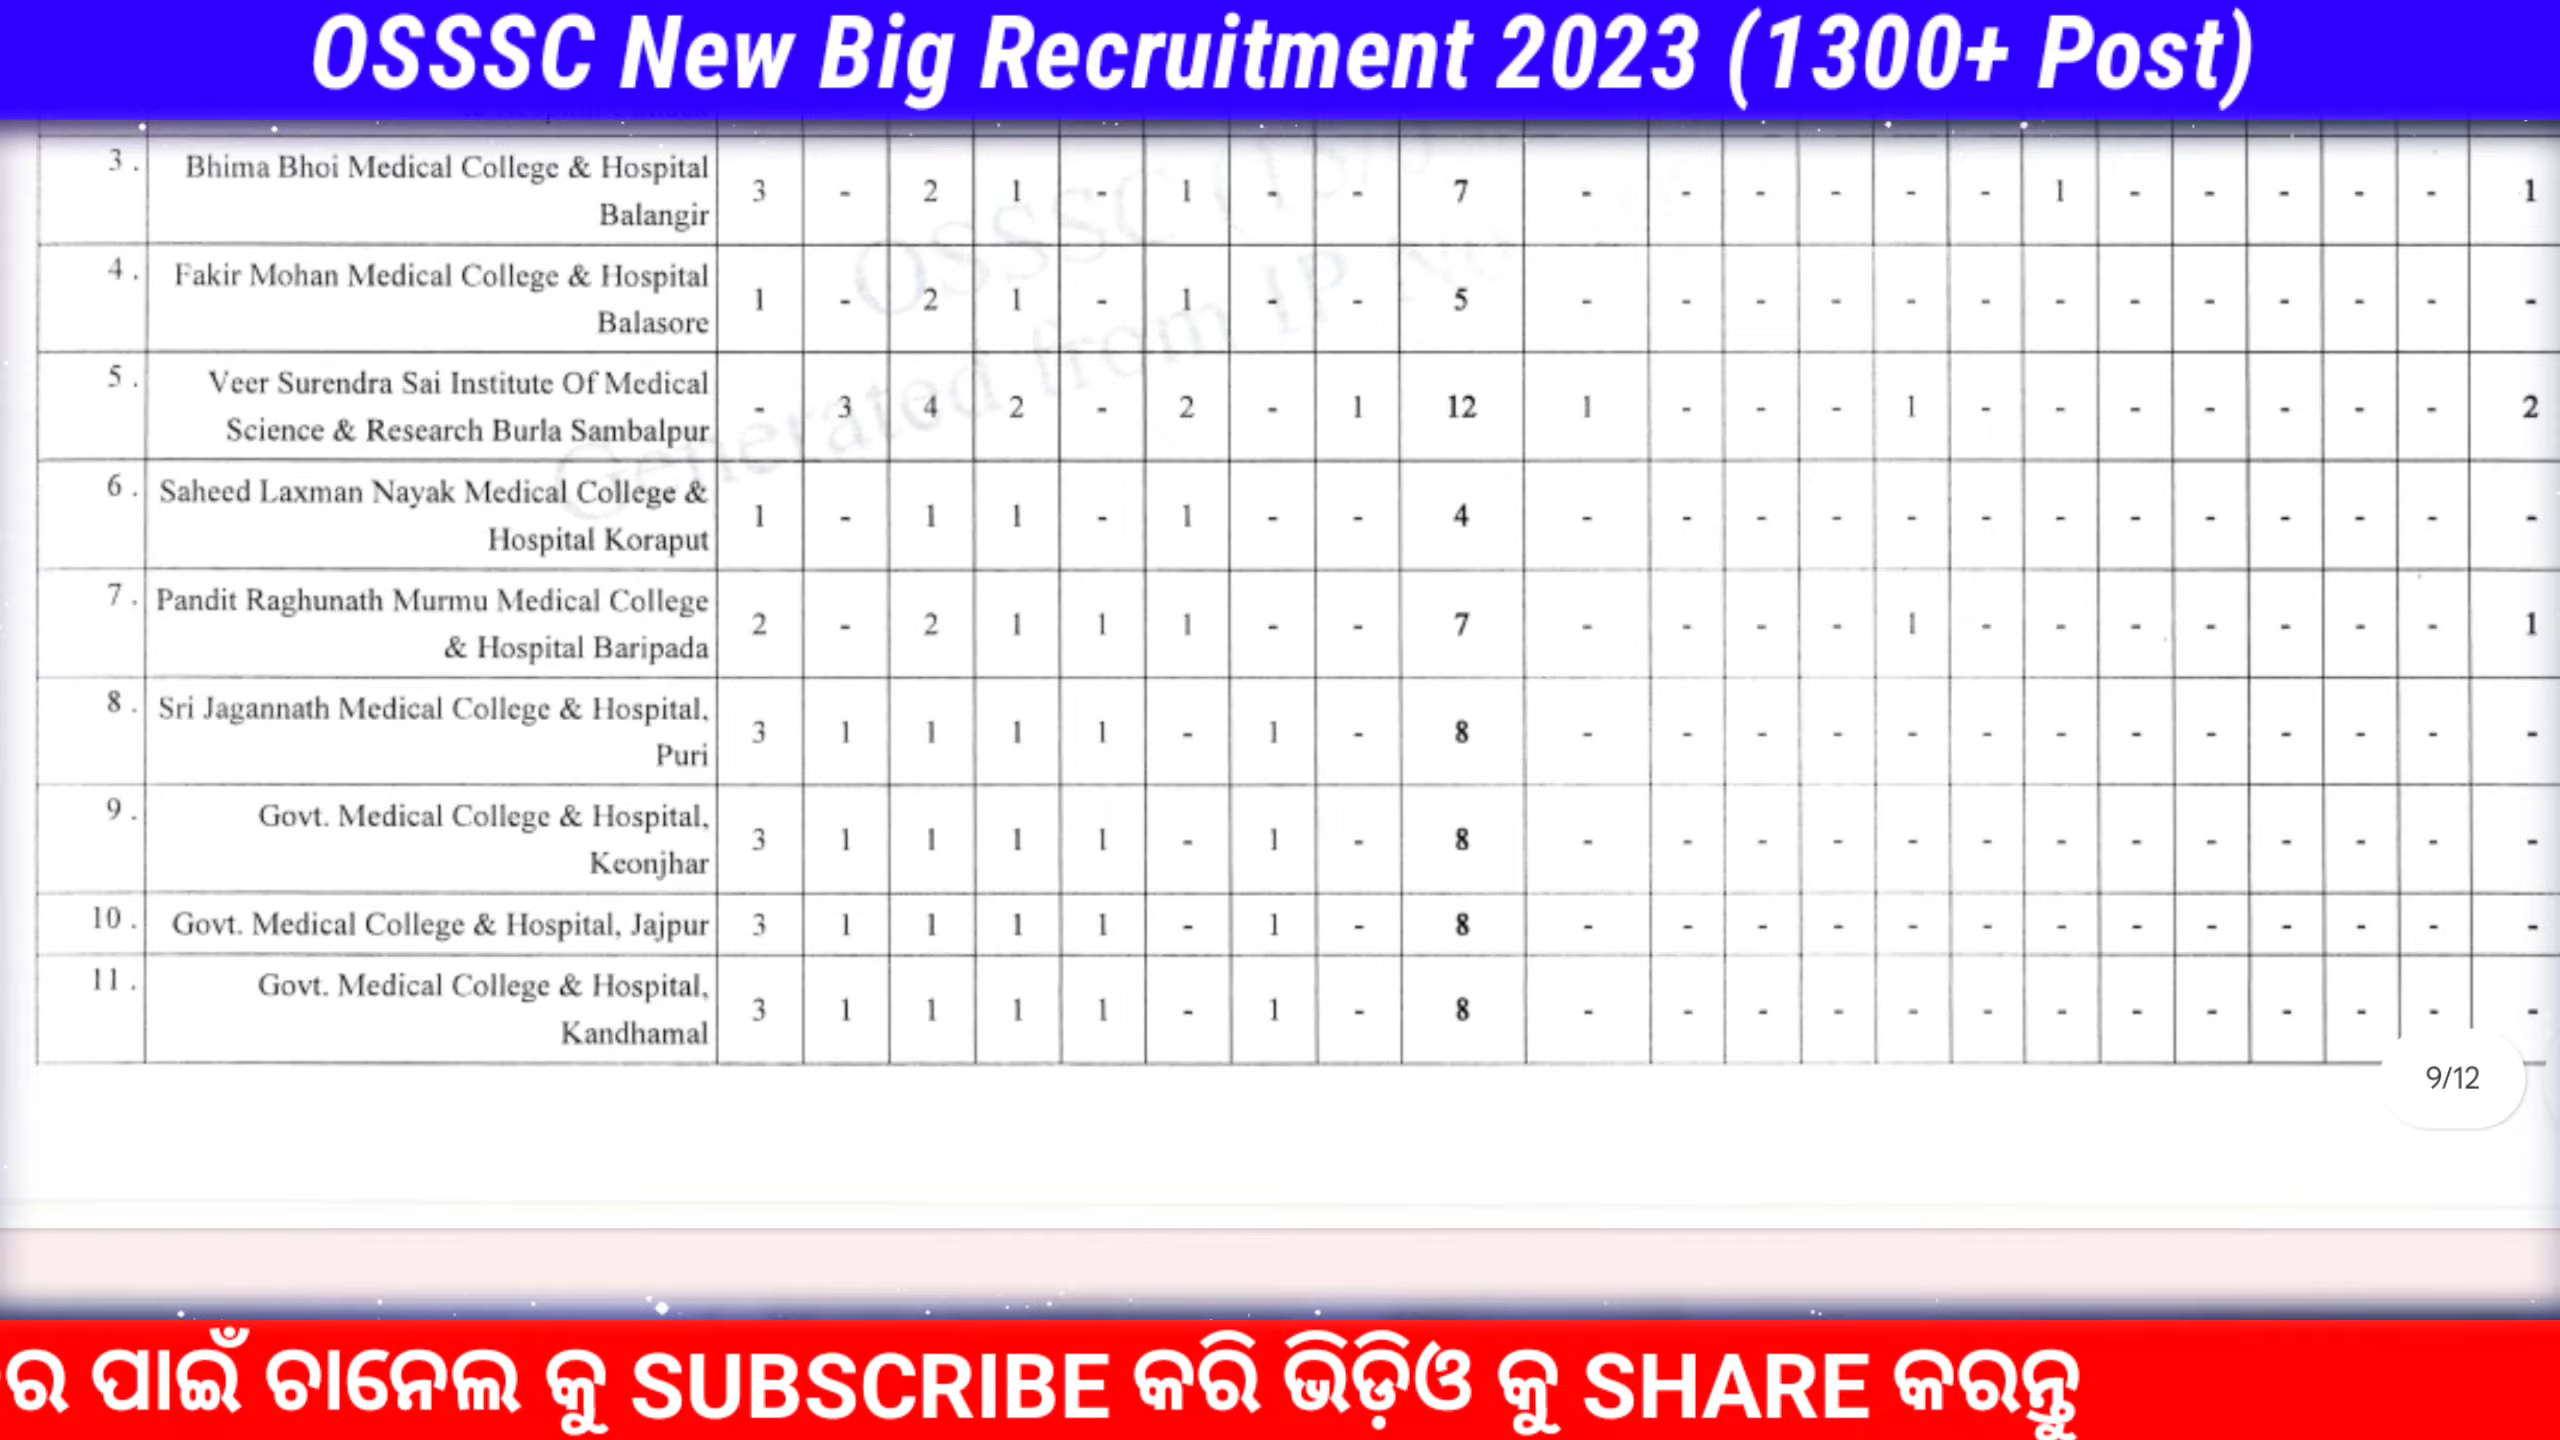 OSSSC New Big Recruitment 2023 (1300+ Post)
3 . Bhima Bhoi Medical College & Hospital
Balangir 3 - 2 1 - 1 - - 7 - - - - - - 1 - - - - - 1
4 . Fakir Mohan Medical College & Hospital
Balasore 1 - 2 1 - 1 - - 5 - - - - - - - - - - - - -
5 . Veer Surendra Sai Institute Of Medical
Science & Research Burla Sambalpur - 3 4 2 - 2 - 1 12 1 - - - 1 - - - - - - - 2
6 . Saheed Laxman Nayak Medical College &
Hospital Koraput 1 - 1 1 - 1 - - 4 - - - - - - - - - - - - -
7 . Pandit Raghunath Murmu Medical College
& Hospital Baripada 2 - 2 1 1 1 - - 7 - - - - 1 - - - - - - - 1
8 . Sri Jagannath Medical College & Hospital,
Puri 3 1 1 1 1 - 1 - 8 - - - - - - - - - - - - -
9 . Govt. Medical College & Hospital,
Keonjhar 3 1 1 1 1 - 1 - 8 - - - - - - - - - - - - -
10 . Govt. Medical College & Hospital, Jajpur 3 1 1 1 1 - 1 - 8 - - - - - - - - - - - - -
11 . Govt. Medical College & Hospital,
Kandhamal 3 1 1 1 1 - 1 - 8 - - - - - - - - - - - - -
OSSSC
Generated from IP
9/12
ର ପାଇଁ ଚାନେଲ କୁ SUBSCRIBE କରି ଭିଡ଼ିଓ କୁ SHARE କରନ୍ତୁ